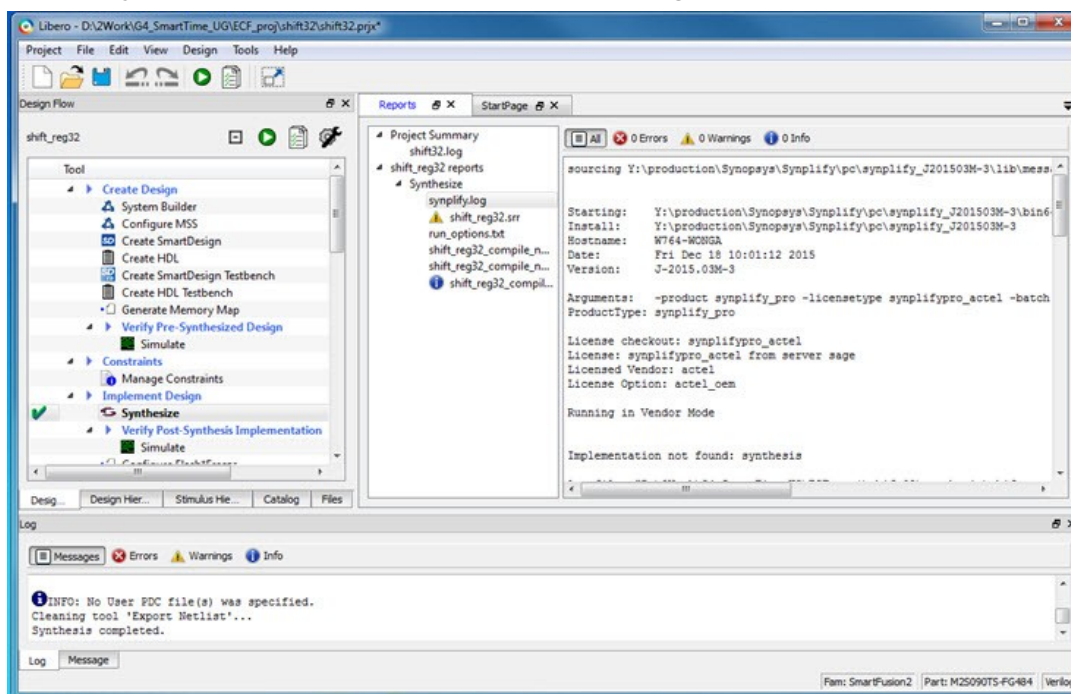 Libero - D:\2Work\G4_SmartTime_UG\ECF_proj\shift32\shift32.prjx*
Project File Edit View Design Tools Help
Design Flow
shift_reg32
Tool
Create Design
System Builder
Configure MSS
Create SmartDesign
Create HDL
Create SmartDesign Testbench
Create HDL Testbench
Generate Memory Map
Verify Pre-Synthesized Design
Simulate
Constraints
Manage Constraints
Implement Design
Synthesize
Verify Post-Synthesis Implementation
Simulate
Desig... Design Hier... Stimulus Hie... Catalog Files
Reports StartPage
Project Summary
shift32.log
shift_reg32 reports
Synthesize
synplify.log
shift_reg32.srr
run_options.txt
shift_reg32_compile_n...
shift_reg32_compile_n...
shift_reg32_compil...
All 0 Errors 0 Warnings 0 Info
sourcing Y:\production\Synopsys\Synplify\pc\synplify_J201503M-3\lib\mess
Starting: Y:\production\Synopsys\Synplify\pc\synplify_J201503M-3\bin6
Install: Y:\production\Synopsys\Synplify\pc\synplify_J201503M-3
Hostname: W764-WONGA
Date: Fri Dec 18 10:01:12 2015
Version: J-2015.03M-3
Arguments: -product synplify_pro -licensetype synplifypro_actel -batch
ProductType: synplify_pro
License checkout: synplifypro_actel
License: synplifypro_actel from server sage
Licensed Vendor: actel
License Option: actel_oem
Running in Vendor Mode
Implementation not found: synthesis
Log
Messages Errors Warnings Info
INFO: No User PDC file(s) was specified.
Cleaning tool 'Export Netlist'...
Synthesis completed.
Log Message
Fam: SmartFusion2 Part: M2S090TS-FG484 Verilo